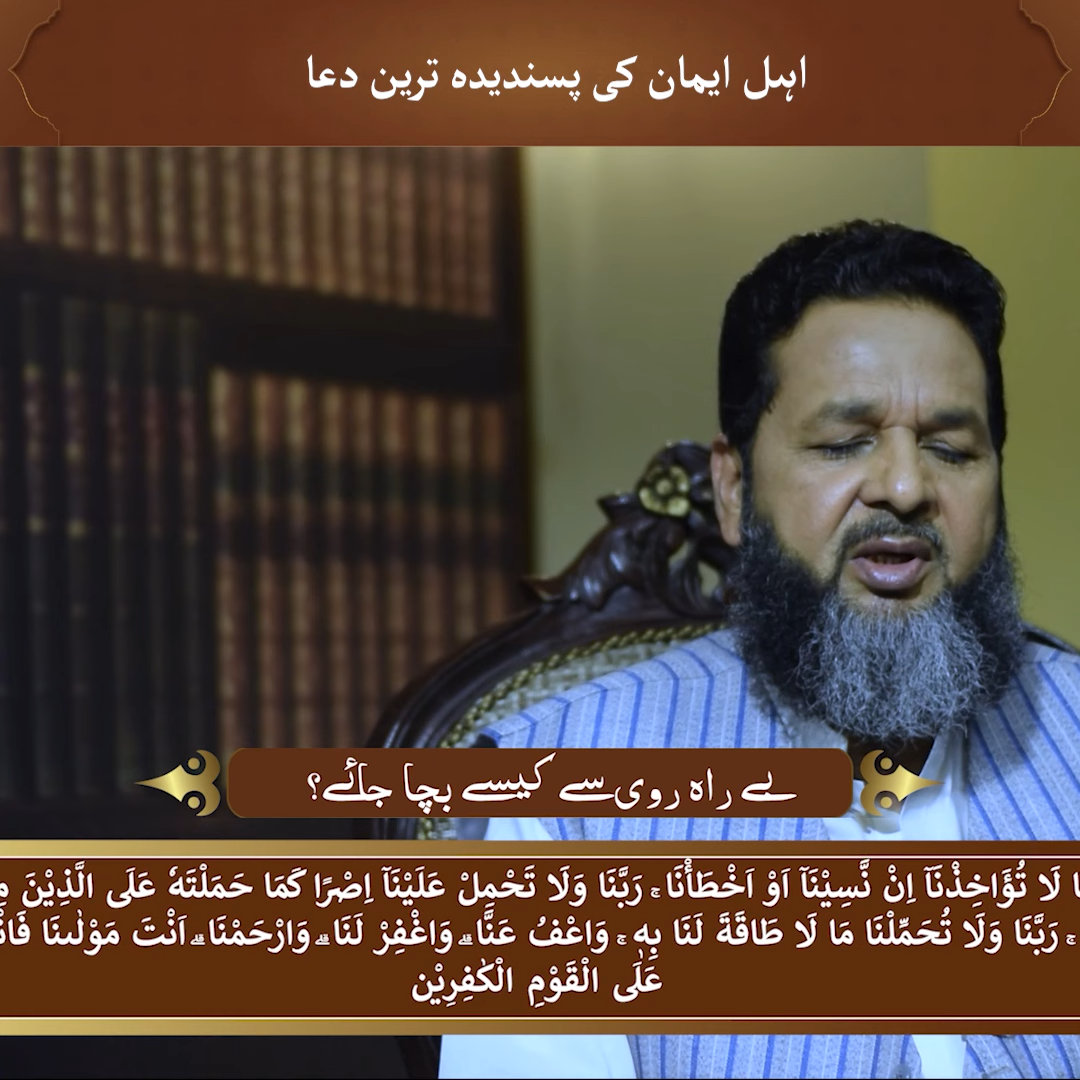 اہل ایمان کی پسندیدہ ترین دعا
بے راہ روی سے کیسے بچا جائے؟
لَا تُؤَاخِذْنَآ اِنْ نَّسِيْنَآ اَوْ اَخْطَأْنَا ۚ رَبَّنَا وَلَا تَحْمِلْ عَلَيْنَآ اِصْرًا كَمَا حَمَلْتَهٗ عَلَى الَّذِيْنَ
ۚ رَبَّنَا وَلَا تُحَمِّلْنَا مَا لَا طَاقَةَ لَنَا بِهٖ ۚ وَاعْفُ عَنَّا ۗ وَاغْفِرْ لَنَا ۗ وَارْحَمْنَا ۗ اَنْتَ مَوْلٰىنَا
عَلَى الْقَوْمِ الْكٰفِرِيْن